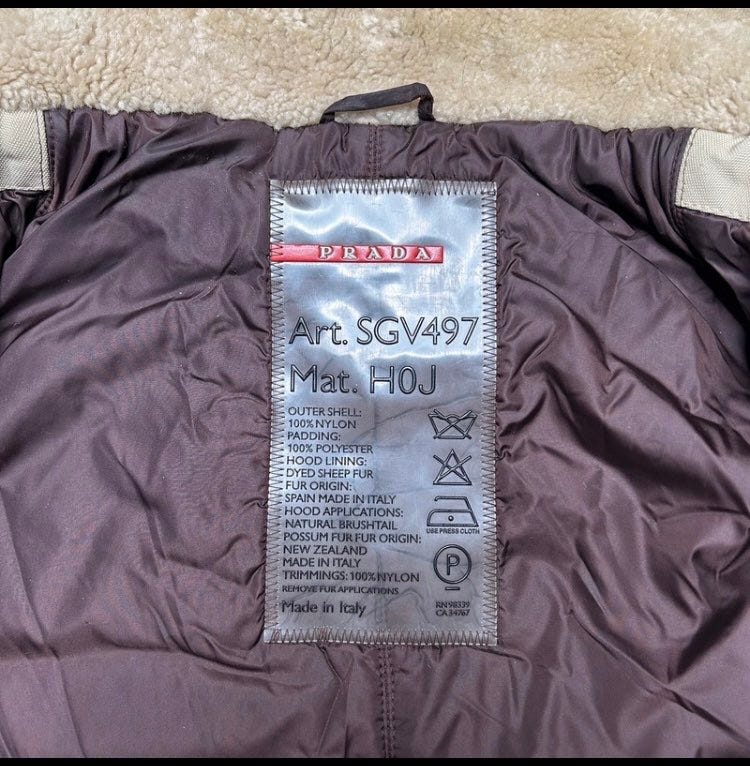 PRADA
Art. SGV497
Mat. H0J
OUTER SHELL:
100% NYLON
PADDING:
100% POLYESTER
HOOD LINING:
DYED SHEEP FUR
FUR ORIGIN:
SPAIN MADE IN ITALY
HOOD APPLICATIONS:
NATURAL BRUSHTAIL
POSSUM FUR FUR ORIGIN:
NEW ZEALAND
MADE IN ITALY
TRIMMINGS: 100% NYLON
REMOVE FUR APPLICATIONS
Made in Italy
USE PRESS CLOTH
P
RN 98339
CA 34767